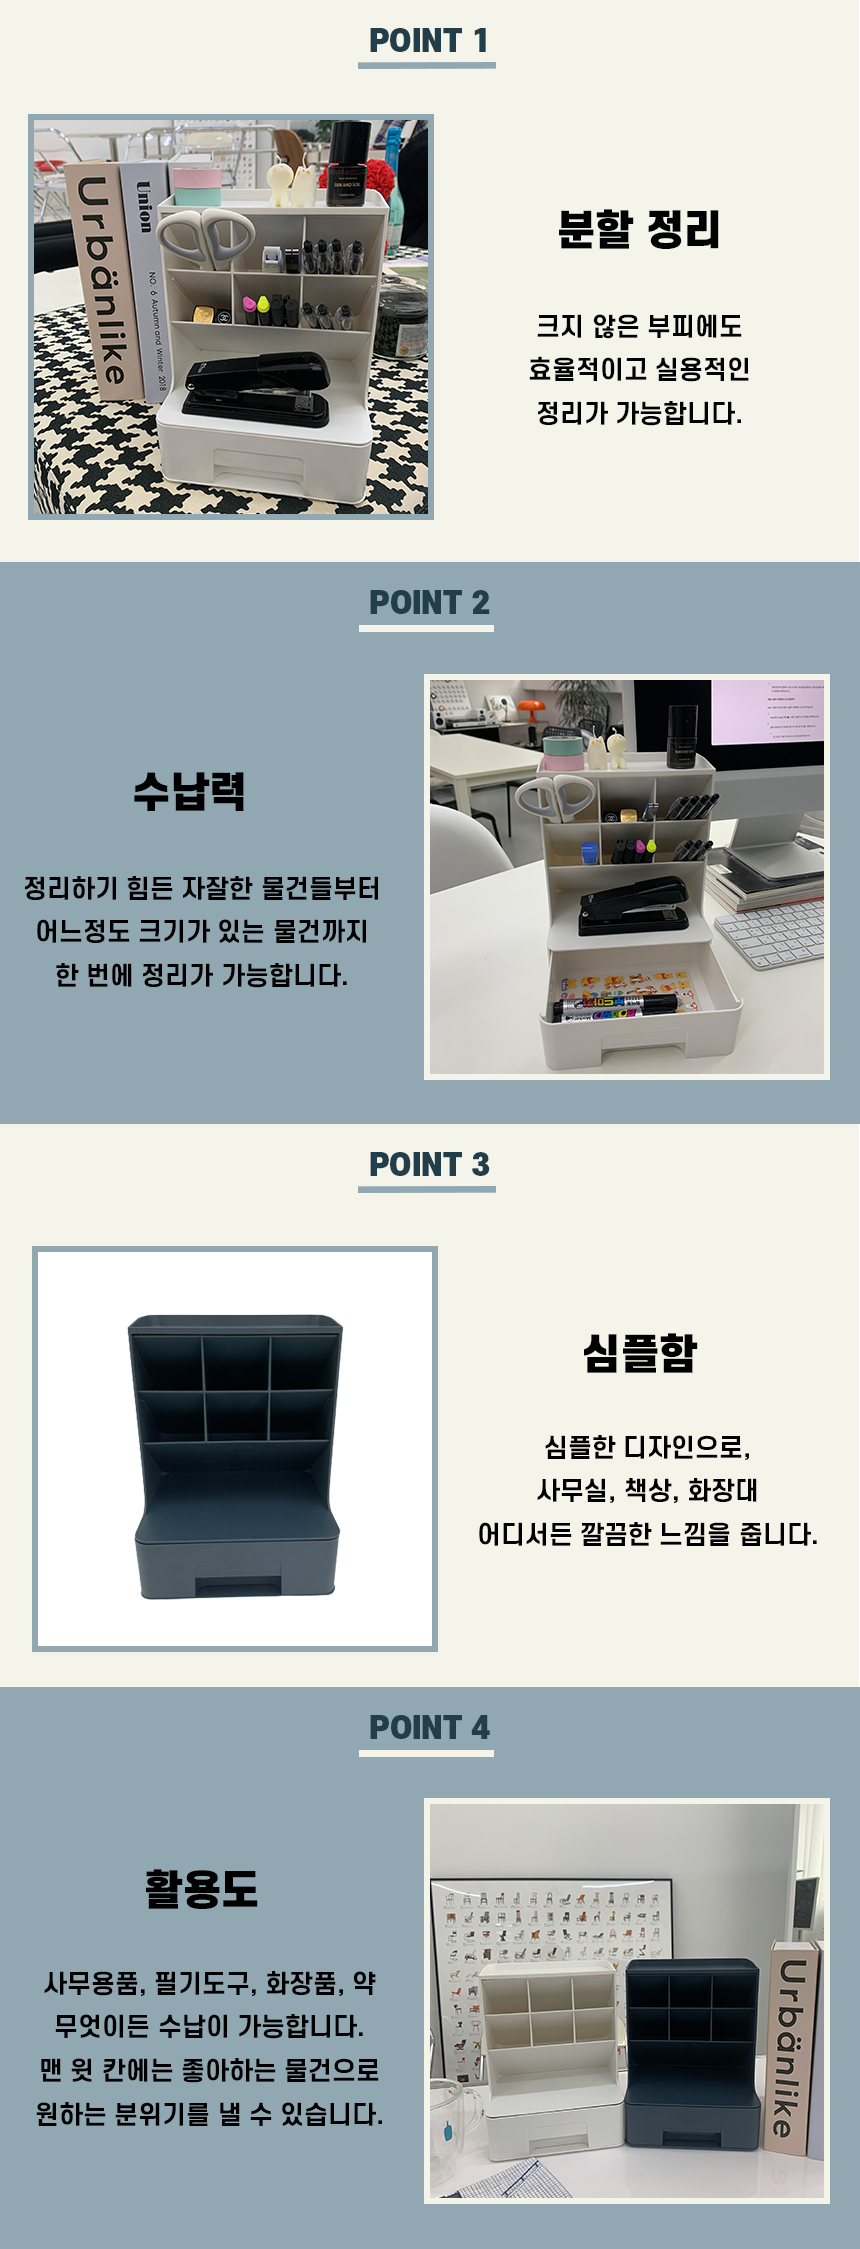 POINT 1
Urbänlike
Union
NO. 6 Autumn and Winter 2018
분할 정리
크지 않은 부피에도
효율적이고 실용적인
정리가 가능합니다.
POINT 2
수납력
정리하기 힘든 자잘한 물건들부터
어느정도 크기가 있는 물건까지
한 번에 정리가 가능합니다.
POINT 3
심플함
심플한 디자인으로,
사무실, 책상, 화장대
어디서든 깔끔한 느낌을 줍니다.
POINT 4
활용도
사무용품, 필기도구, 화장품, 약
무엇이든 수납이 가능합니다.
맨 윗 칸에는 좋아하는 물건으로
원하는 분위기를 낼 수 있습니다.
Urbänlike